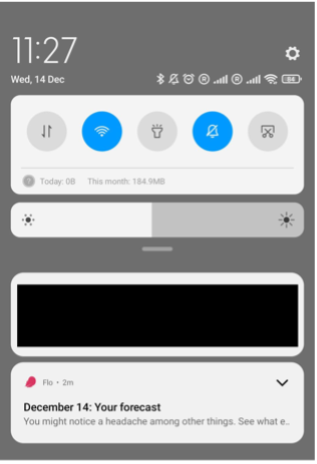 11:27
Wed, 14 Dec
Today: 0B This month: 184.9MB
Flo • 2m
December 14: Your forecast
You might notice a headache among other things. See what e..